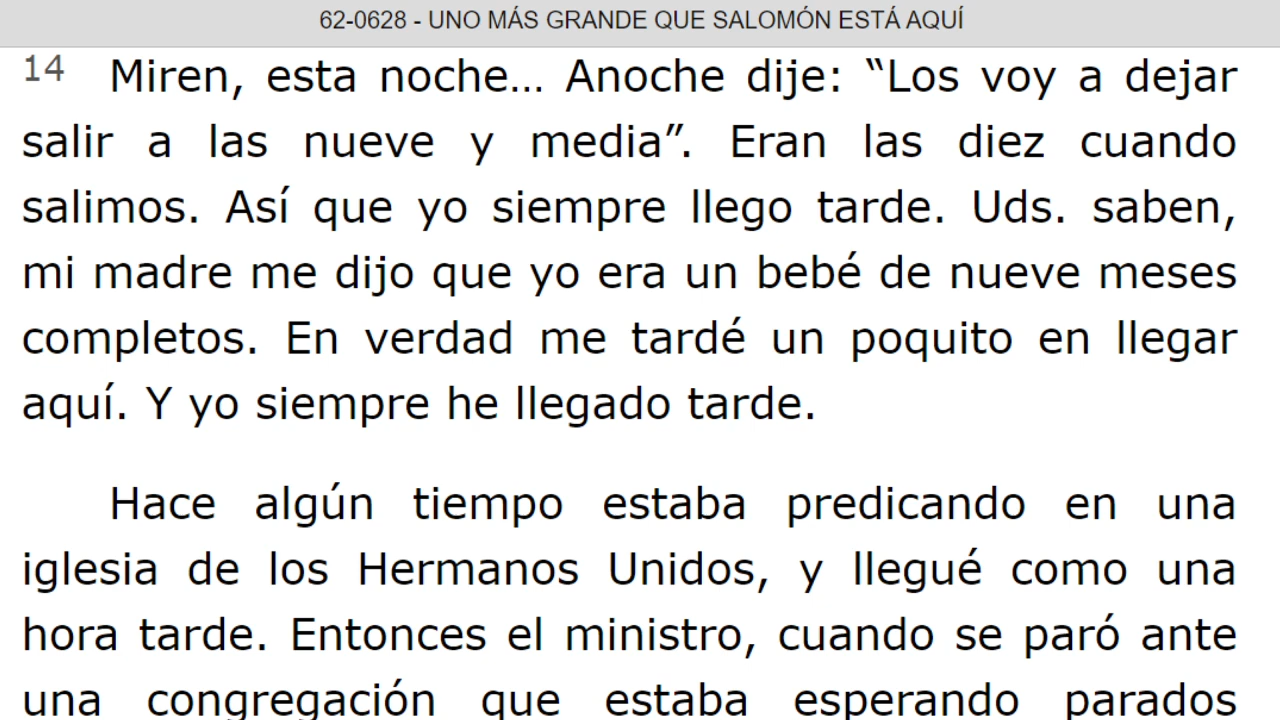 62-0628 - UNO MÁS GRANDE QUE SALOMÓN ESTÁ AQUÍ
14 Miren, esta noche… Anoche dije: “Los voy a dejar
salir a las nueve y media”. Eran las diez cuando
salimos. Así que yo siempre llego tarde. Uds. saben,
mi madre me dijo que yo era un bebé de nueve meses
completos. En verdad me tardé un poquito en llegar
aquí. Y yo siempre he llegado tarde.
Hace algún tiempo estaba predicando en una
iglesia de los Hermanos Unidos, y llegué como una
hora tarde. Entonces el ministro, cuando se paró ante
una congregación que estaba esperando parados